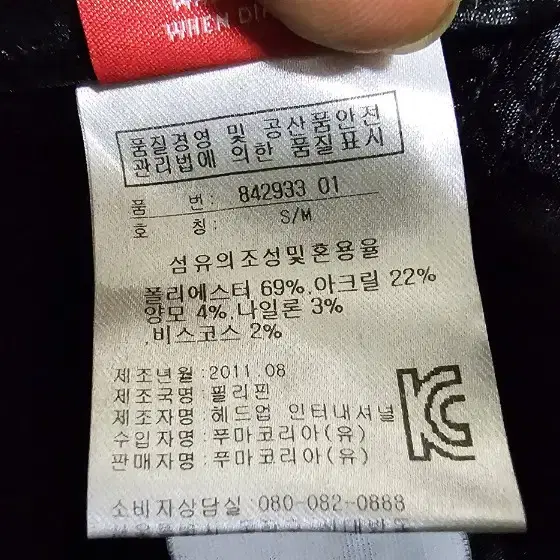 WHEN DI
품질경영 및 공산품안전
관리법에 의한 품질표시
품 번: 842933 01
호 칭: S/M
섬유의조성및혼용율
폴리에스터 69%.아크릴 22%
양모 4%.나일론 3%
.비스코스 2%
제조년월:2011.08
제조국명:필리핀
제조자명:헤드업 인터내셔널
수입자명:푸마코리아(유)
판매자명:푸마코리아(유)
KC
소비자상담실:080-082-0888